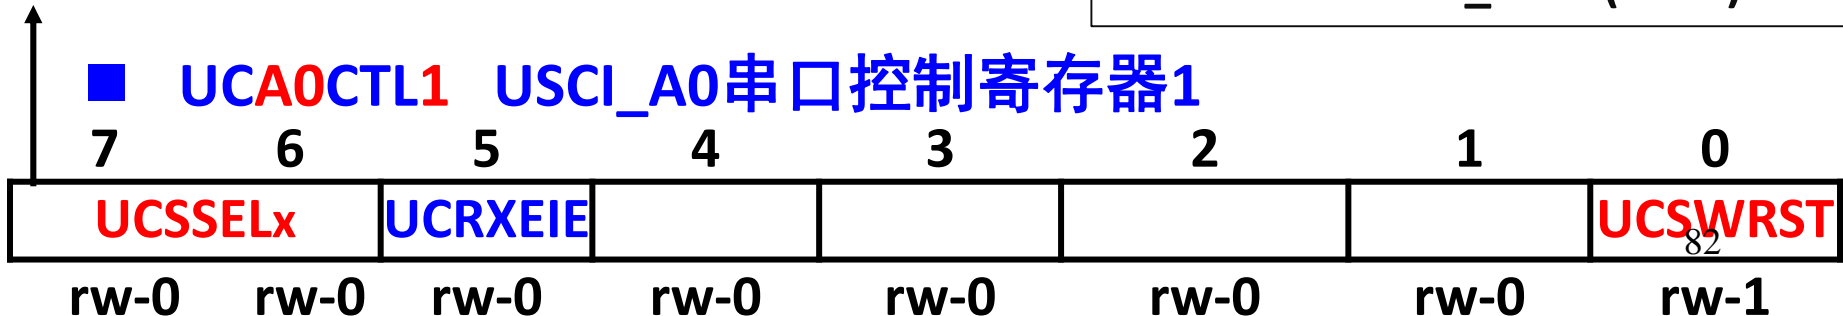 ■ UCA0CTL1 USCI_A0串口控制寄存器1
7 6 5 4 3 2 1 0
UCSSELx UCRXEIE UCSWRST
82
rw-0 rw-0 rw-0 rw-0 rw-0 rw-0 rw-0 rw-1